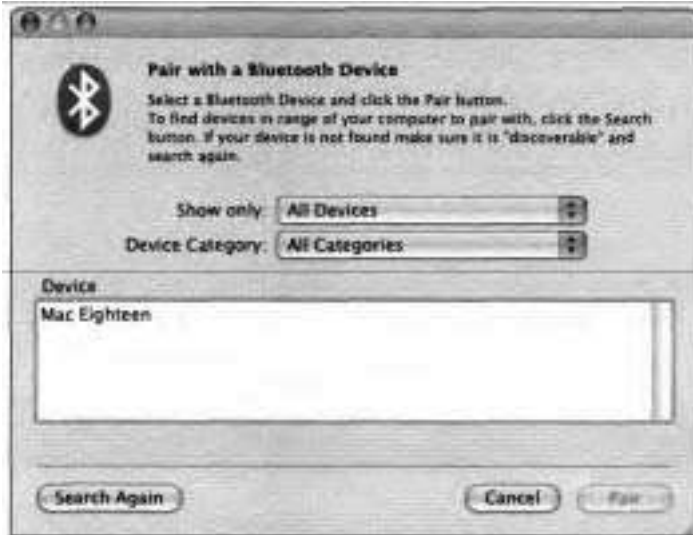 Pair with a Bluetooth Device
Select a Bluetooth Device and click the Pair button.
To find devices in range of your computer to pair with, click the Search
button. If your device is not found make sure it is "discoverable" and
search again.
Show only: All Devices
Device Category: All Categories
Device
Mac Eighteen
Search Again
Cancel
Pair